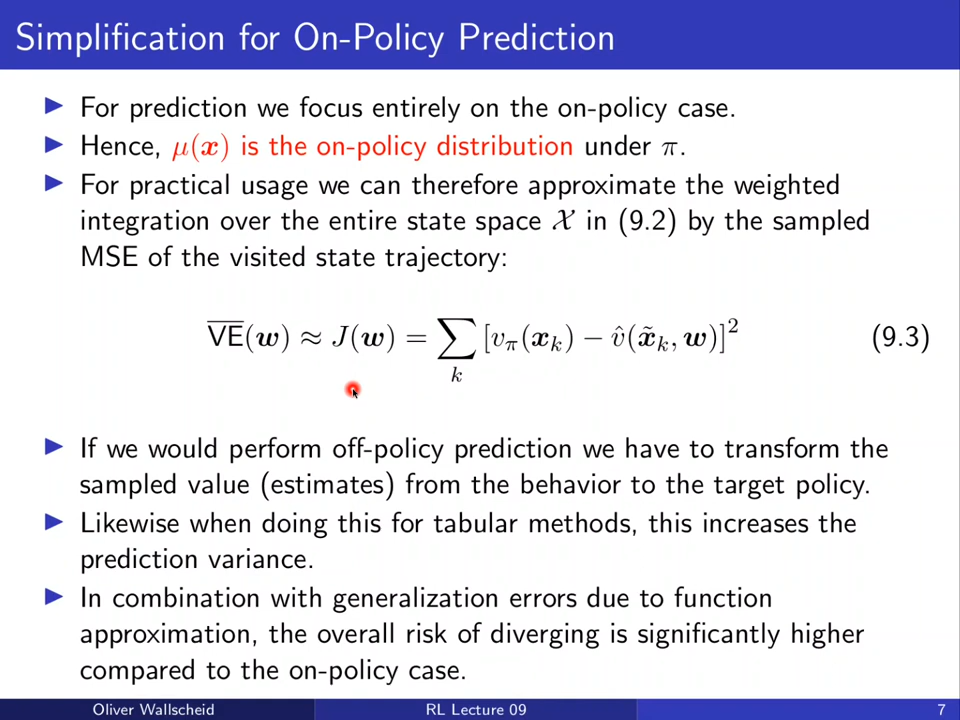 Simplification for On-Policy Prediction
▶ For prediction we focus entirely on the on-policy case.
▶ Hence, μ(𝒙) is the on-policy distribution under π.
▶ For practical usage we can therefore approximate the weighted
integration over the entire state space 𝒳 in (9.2) by the sampled
MSE of the visited state trajectory:
V̅E̅(𝒘) ≈ J(𝒘) = ∑ₖ [v_π(𝒙ₖ) − v̂(𝒙̃ₖ, 𝒘)]² (9.3)
▶ If we would perform off-policy prediction we have to transform the
sampled value (estimates) from the behavior to the target policy.
▶ Likewise when doing this for tabular methods, this increases the
prediction variance.
▶ In combination with generalization errors due to function
approximation, the overall risk of diverging is significantly higher
compared to the on-policy case.
Oliver Wallscheid RL Lecture 09 7